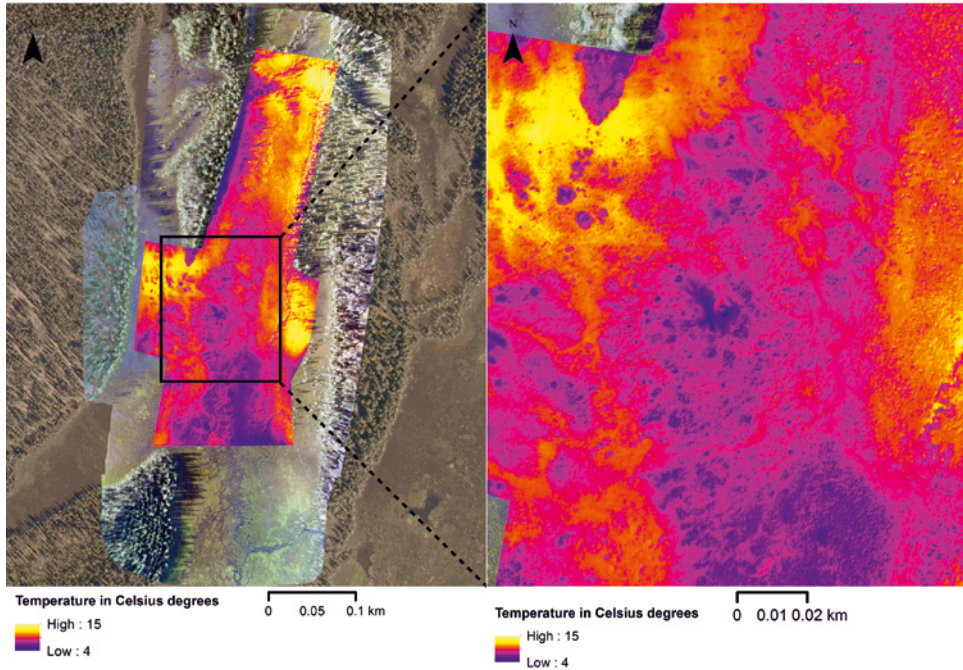 N
N
Temperature in Celsius degrees
High : 15
Low : 4
0 0.05 0.1 km
Temperature in Celsius degrees
High : 15
Low : 4
0 0.01 0.02 km